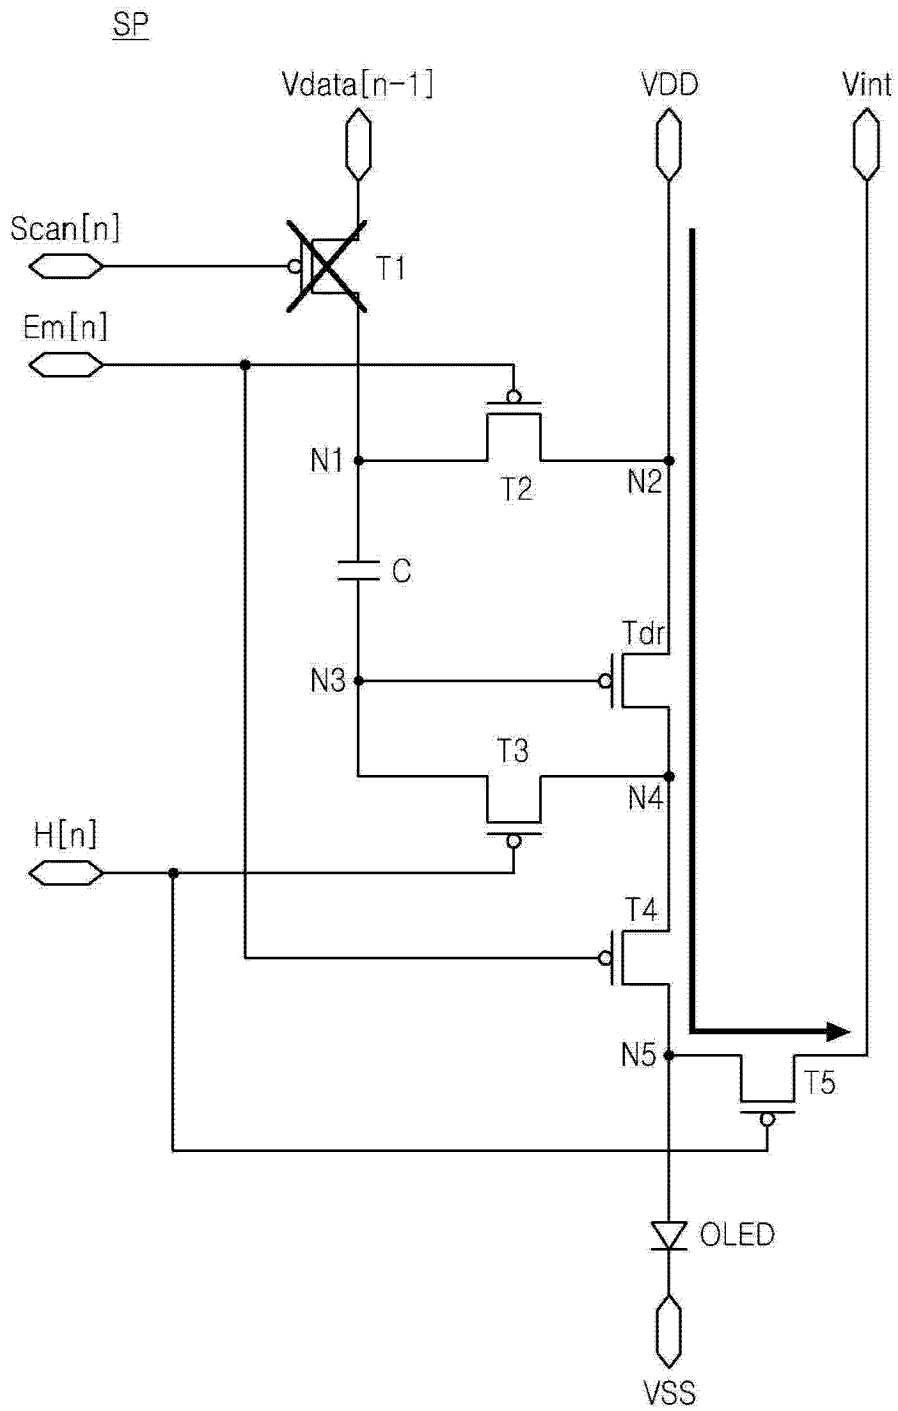 SP
Vdata[n-1]
VDD
Vint
Scan[n]
T1
Em[n]
N1
T2
N2
C
Tdr
N3
T3
N4
H[n]
T4
N5
T5
OLED
VSS